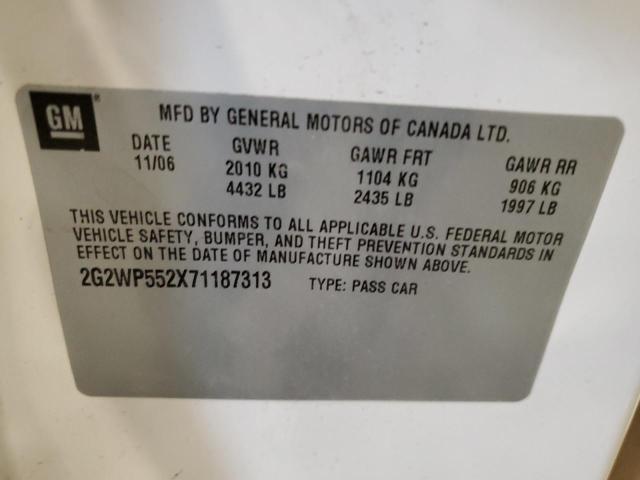 GM®
MFD BY GENERAL MOTORS OF CANADA LTD.
DATE GVWR GAWR FRT GAWR RR
11/06 2010 KG 1104 KG 906 KG
4432 LB 2435 LB 1997 LB
THIS VEHICLE CONFORMS TO ALL APPLICABLE U.S. FEDERAL MOTOR
VEHICLE SAFETY, BUMPER, AND THEFT PREVENTION STANDARDS IN
EFFECT ON THE DATE OF MANUFACTURE SHOWN ABOVE.
2G2WP552X71187313 TYPE: PASS CAR